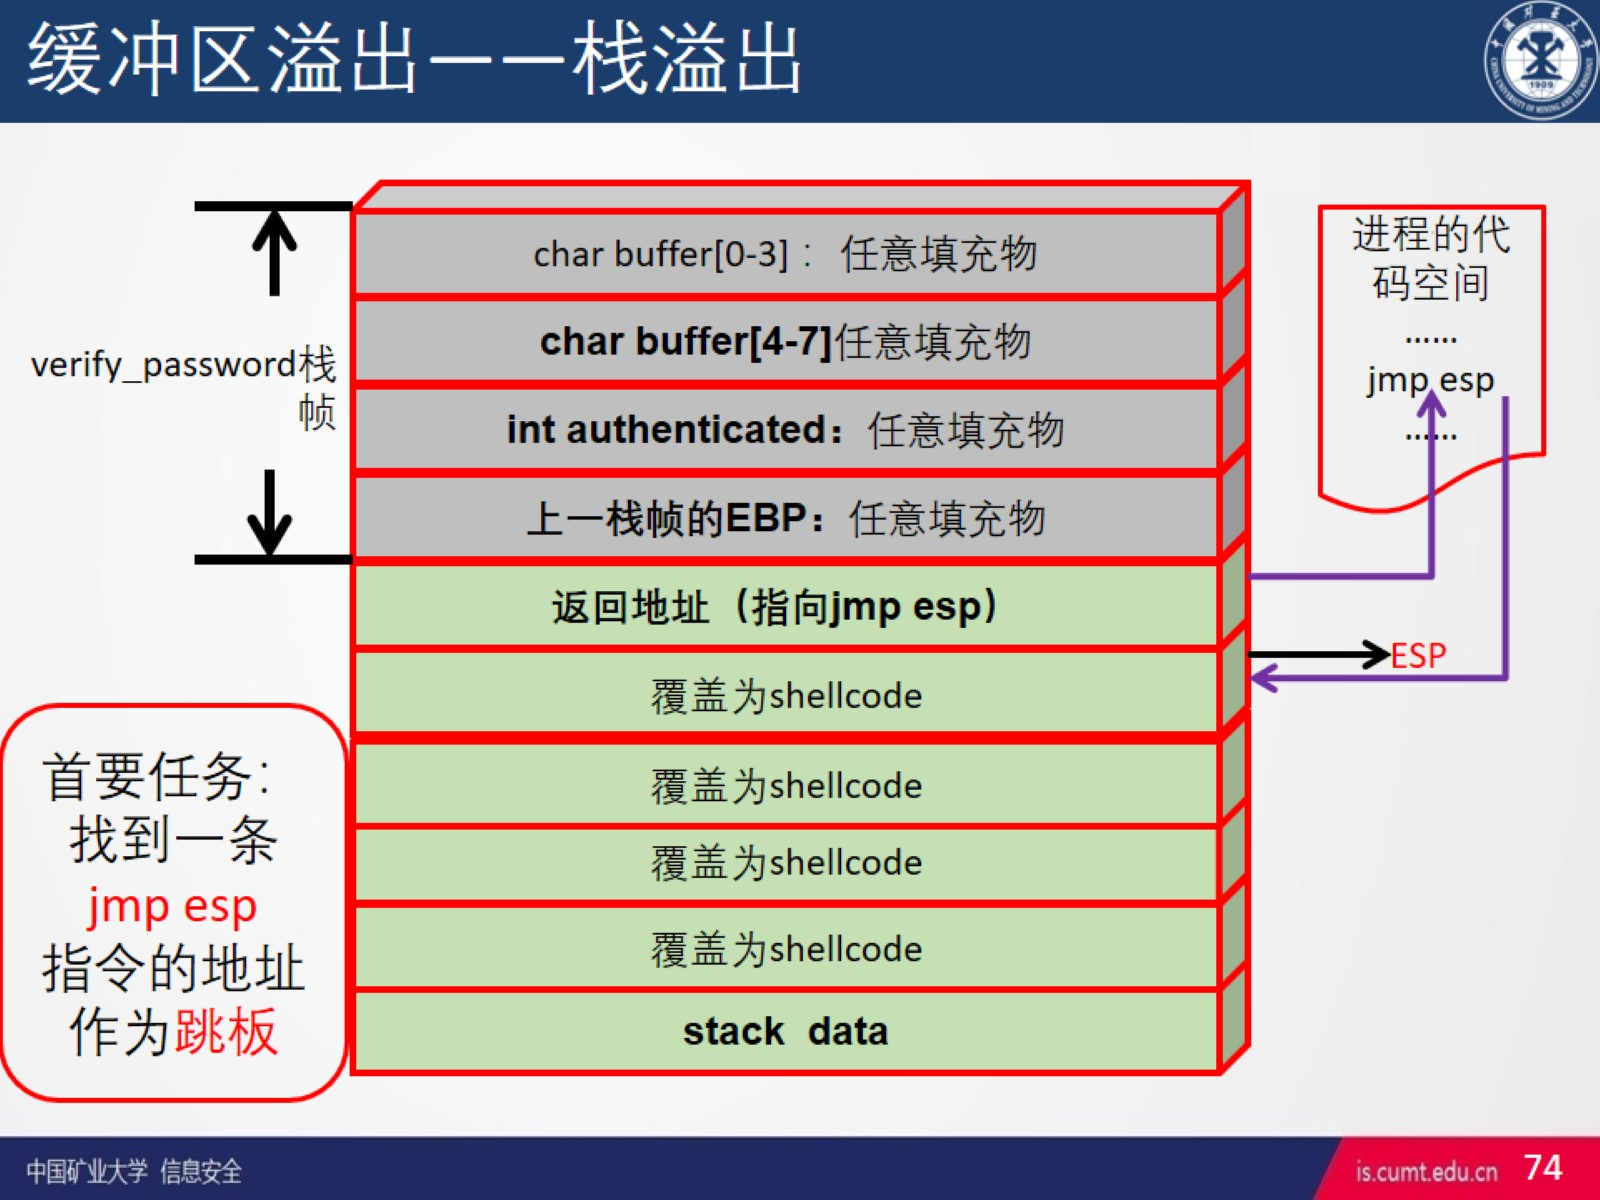 缓冲区溢出——栈溢出
char buffer[0-3] : 任意填充物
char buffer[4-7]任意填充物
int authenticated：任意填充物
上一栈帧的EBP：任意填充物
返回地址（指向jmp esp）
覆盖为shellcode
覆盖为shellcode
覆盖为shellcode
覆盖为shellcode
stack data
verify_password栈
帧
进程的代
码空间
......
jmp esp
......
ESP
首要任务：
找到一条
jmp esp
指令的地址
作为跳板
中国矿业大学 信息安全
is.cumt.edu.cn 74
1909